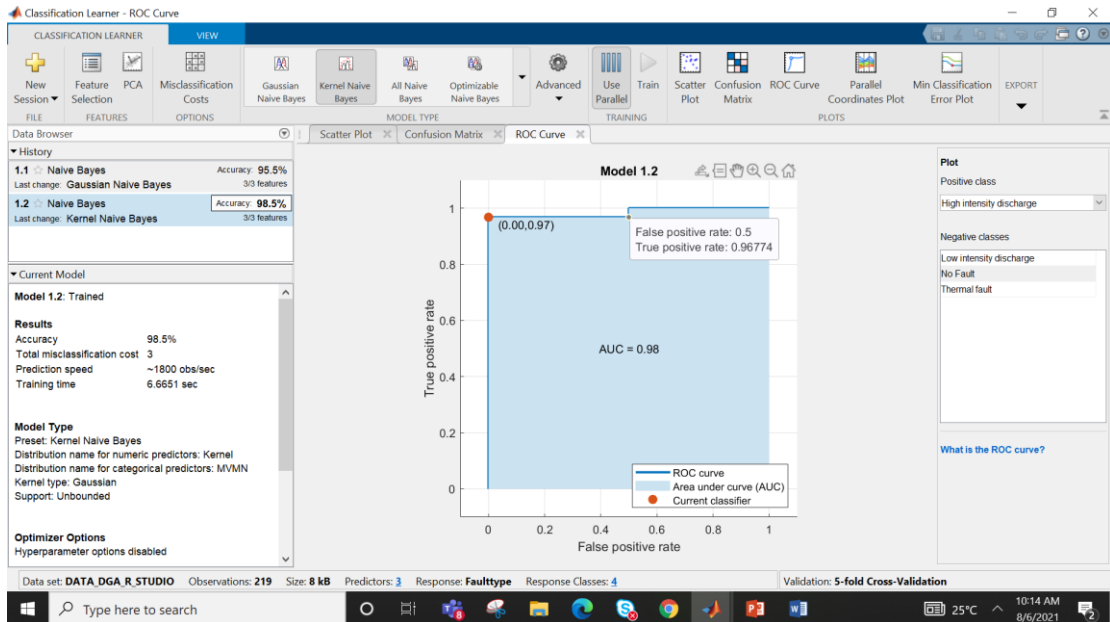 Classification Learner - ROC Curve
CLASSIFICATION LEARNER
VIEW
New Session
Feature Selection
PCA
Misclassification Costs
Gaussian Naive Bayes
Kernel Naive Bayes
All Naive Bayes
Optimizable Naive Bayes
Advanced
Use Parallel
Train
Scatter Plot
Confusion Matrix
ROC Curve
Parallel Coordinates Plot
Min Classification Error Plot
EXPORT
FILE
FEATURES
OPTIONS
MODEL TYPE
TRAINING
PLOTS
Data Browser
Scatter Plot
Confusion Matrix
ROC Curve
History
1.1 Naive Bayes Accuracy: 95.5%
Last change: Gaussian Naive Bayes 3/3 features
1.2 Naive Bayes Accuracy: 98.5%
Last change: Kernel Naive Bayes 3/3 features
Current Model
Model 1.2: Trained
Results
Accuracy 98.5%
Total misclassification cost 3
Prediction speed ~1800 obs/sec
Training time 6.6651 sec
Model Type
Preset: Kernel Naive Bayes
Distribution name for numeric predictors: Kernel
Distribution name for categorical predictors: MVMN
Kernel type: Gaussian
Support: Unbounded
Optimizer Options
Hyperparameter options disabled
Model 1.2
1
0.8
0.6
0.4
0.2
0
True positive rate
(0.00,0.97)
False positive rate: 0.5
True positive rate: 0.96774
AUC = 0.98
ROC curve
Area under curve (AUC)
Current classifier
0 0.2 0.4 0.6 0.8 1
False positive rate
Plot
Positive class
High intensity discharge
Negative classes
Low intensity discharge
No Fault
Thermal fault
What is the ROC curve?
Data set: DATA_DGA_R_STUDIO Observations: 219 Size: 8 kB Predictors: 3 Response: Faulttype Response Classes: 4 Validation: 5-fold Cross-Validation
Type here to search
8
25°C
10:14 AM
8/6/2021
2